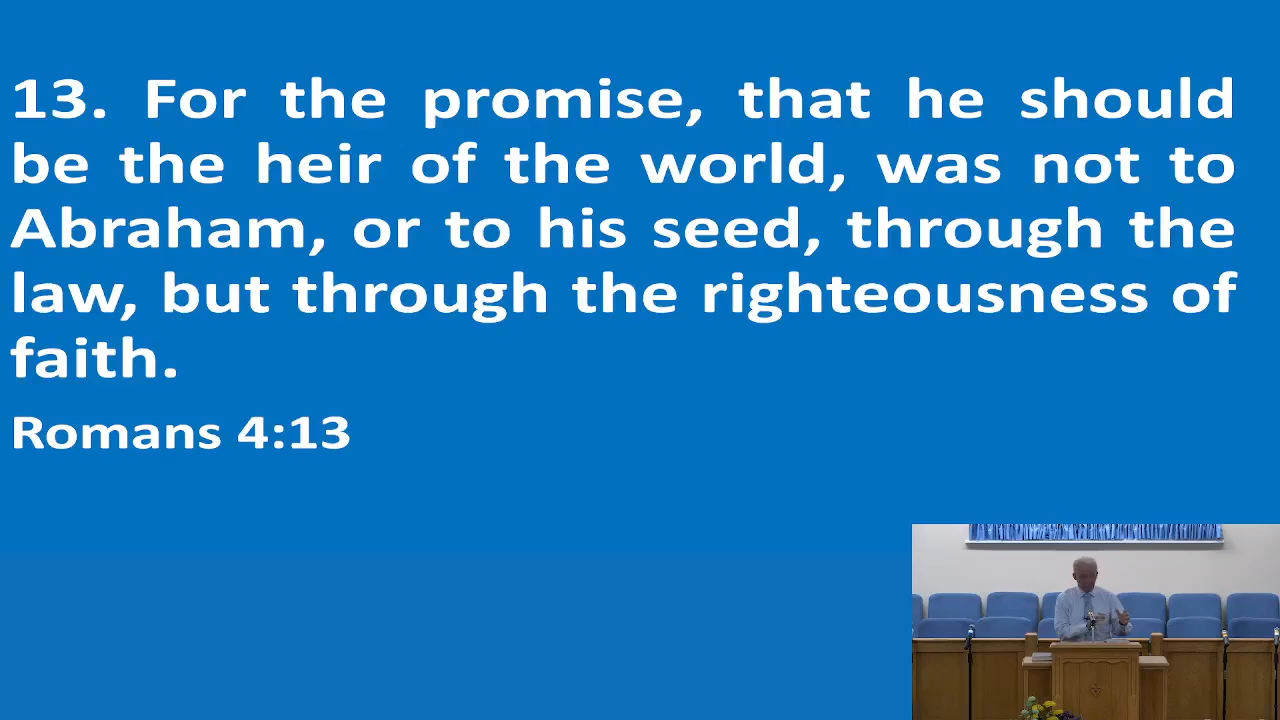 13. For the promise, that he should
be the heir of the world, was not to
Abraham, or to his seed, through the
law, but through the righteousness of
faith.
Romans 4:13